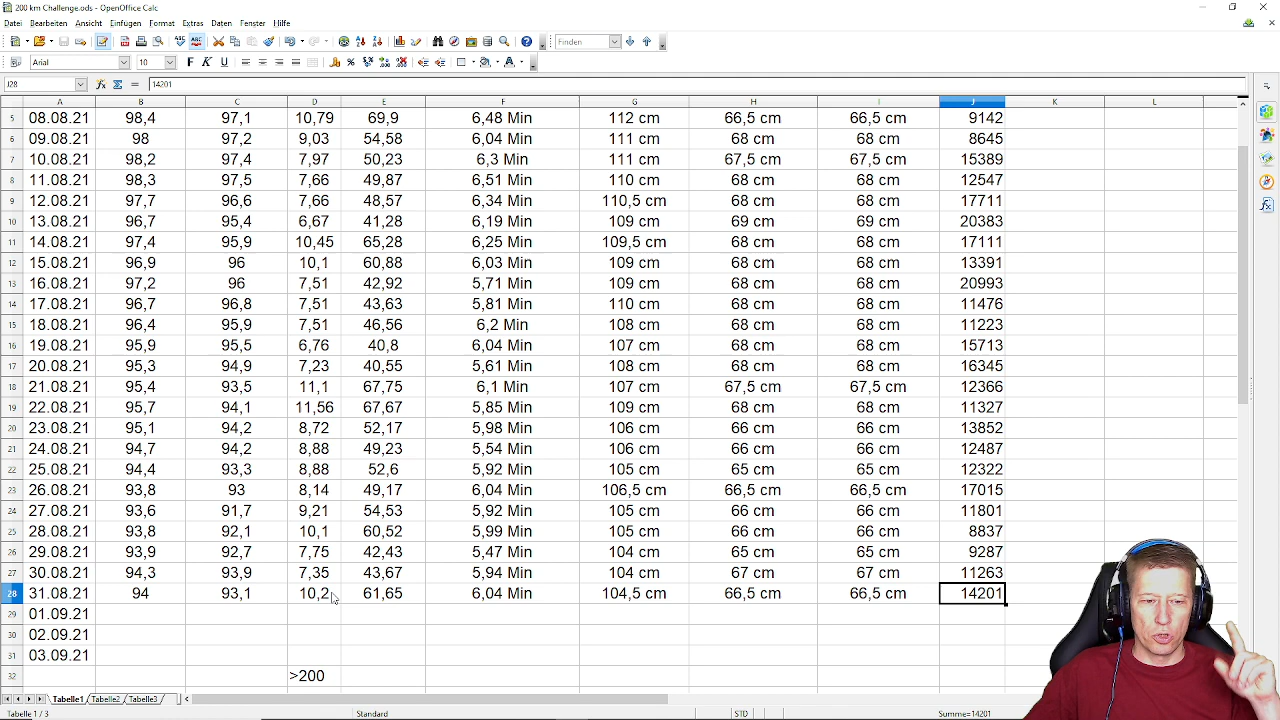 200 km Challenge.ods - OpenOffice Calc
Datei Bearbeiten Ansicht Einfügen Format Extras Daten Fenster Hilfe
Finden
Arial 10 F K U
J28 14201
A B C D E F G H I J K L
5 08.08.21 98,4 97,1 10,79 69,9 6,48 Min 112 cm 66,5 cm 66,5 cm 9142
6 09.08.21 98 97,2 9,03 54,58 6,04 Min 111 cm 68 cm 68 cm 8645
7 10.08.21 98,2 97,4 7,97 50,23 6,3 Min 111 cm 67,5 cm 67,5 cm 15389
8 11.08.21 98,3 97,5 7,66 49,87 6,51 Min 110 cm 68 cm 68 cm 12547
9 12.08.21 97,7 96,6 7,66 48,57 6,34 Min 110,5 cm 68 cm 68 cm 17711
10 13.08.21 96,7 95,4 6,67 41,28 6,19 Min 109 cm 69 cm 69 cm 20383
11 14.08.21 97,4 95,9 10,45 65,28 6,25 Min 109,5 cm 68 cm 68 cm 17111
12 15.08.21 96,9 96 10,1 60,88 6,03 Min 109 cm 68 cm 68 cm 13391
13 16.08.21 97,2 96 7,51 42,92 5,71 Min 109 cm 68 cm 68 cm 20993
14 17.08.21 96,7 96,8 7,51 43,63 5,81 Min 110 cm 68 cm 68 cm 11476
15 18.08.21 96,4 95,9 7,51 46,56 6,2 Min 108 cm 68 cm 68 cm 11223
16 19.08.21 95,9 95,5 6,76 40,8 6,04 Min 107 cm 68 cm 68 cm 15713
17 20.08.21 95,3 94,9 7,23 40,55 5,61 Min 108 cm 68 cm 68 cm 16345
18 21.08.21 95,4 93,5 11,1 67,75 6,1 Min 107 cm 67,5 cm 67,5 cm 12366
19 22.08.21 95,7 94,1 11,56 67,67 5,85 Min 109 cm 68 cm 68 cm 11327
20 23.08.21 95,1 94,2 8,72 52,17 5,98 Min 106 cm 66 cm 66 cm 13852
21 24.08.21 94,7 94,2 8,88 49,23 5,54 Min 106 cm 66 cm 66 cm 12487
22 25.08.21 94,4 93,3 8,88 52,6 5,92 Min 105 cm 65 cm 65 cm 12322
23 26.08.21 93,8 93 8,14 49,17 6,04 Min 106,5 cm 66,5 cm 66,5 cm 17015
24 27.08.21 93,6 91,7 9,21 54,53 5,92 Min 105 cm 66 cm 66 cm 11801
25 28.08.21 93,8 92,1 10,1 60,52 5,99 Min 105 cm 66 cm 66 cm 8837
26 29.08.21 93,9 92,7 7,75 42,43 5,47 Min 104 cm 65 cm 65 cm 9287
27 30.08.21 94,3 93,9 7,35 43,67 5,94 Min 104 cm 67 cm 67 cm 11263
28 31.08.21 94 93,1 10,2 61,65 6,04 Min 104,5 cm 66,5 cm 66,5 cm 14201
29 01.09.21
30 02.09.21
31 03.09.21
32 >200
Tabelle1 Tabelle2 Tabelle3
Tabelle 1 / 3 Standard STD Summe=14201